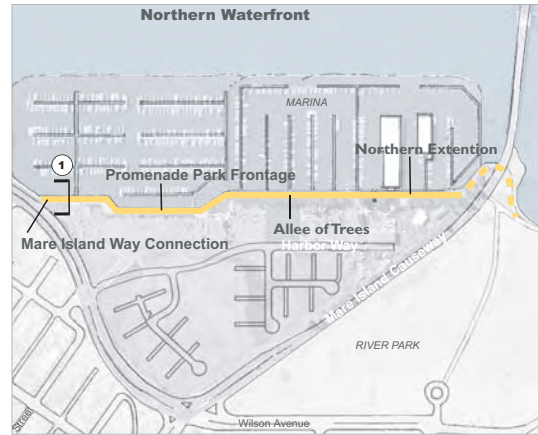 Northern Waterfront
MARINA
Northern Extention
1
Promenade Park Frontage
Allee of Trees
Mare Island Way Connection
Harbor Way
Mare Island Causeway
RIVER PARK
Wilson Avenue
Street